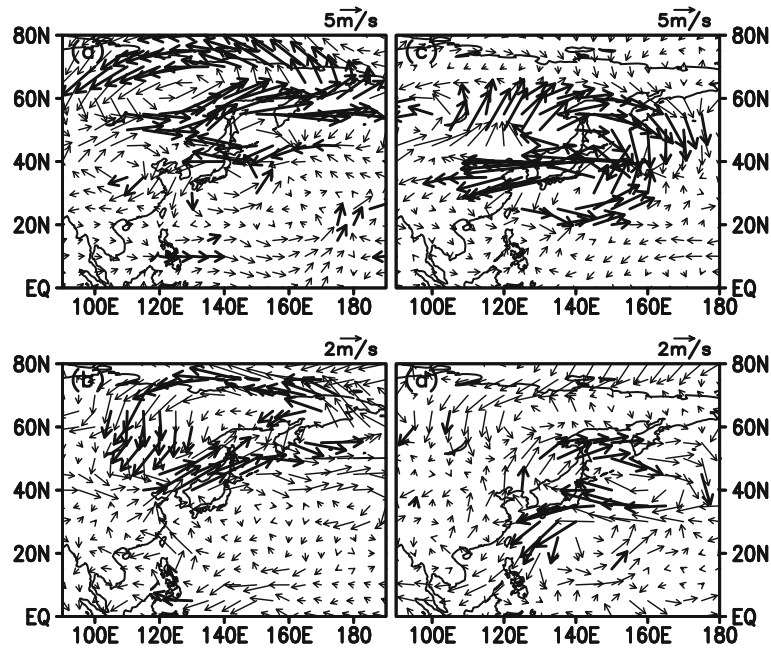 5m/s 5m/s
80N (a) (c) 80N
60N 60N
40N 40N
20N 20N
EQ EQ
100E 120E 140E 160E 180 100E 120E 140E 160E 180
2m/s 2m/s
80N (b) (d) 80N
60N 60N
40N 40N
20N 20N
EQ EQ
100E 120E 140E 160E 180 100E 120E 140E 160E 180